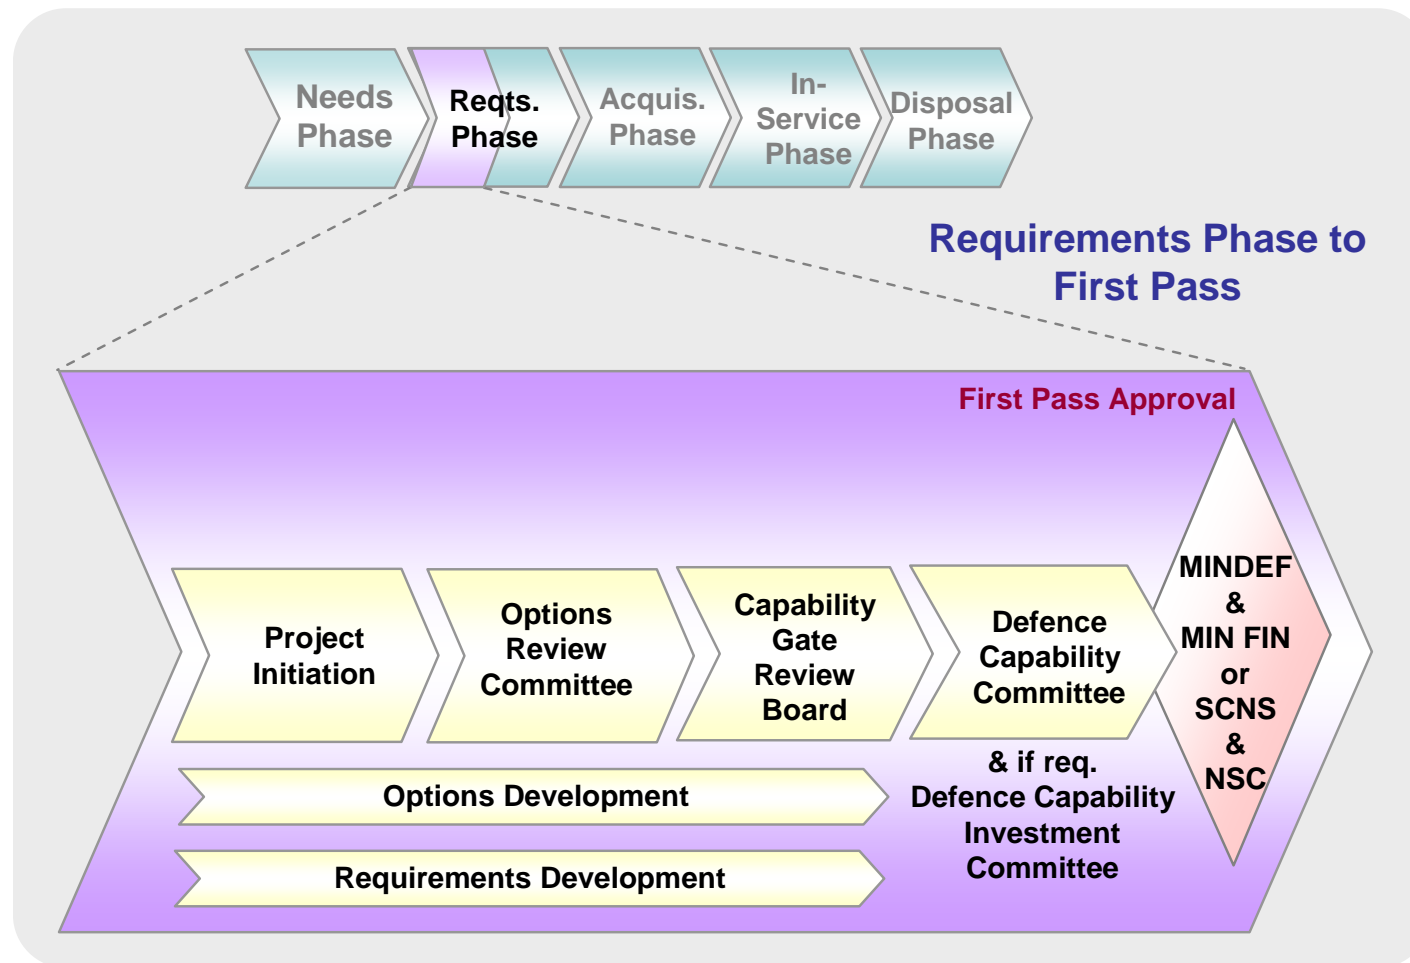 Needs
Phase
Reqts.
Phase
Acquis.
Phase
In-
Service
Phase
Disposal
Phase
Requirements Phase to
First Pass
First Pass Approval
Project
Initiation
Options
Review
Committee
Capability
Gate
Review
Board
Defence
Capability
Committee
& if req.
Defence Capability
Investment
Committee
MINDEF
&
MIN FIN
or
SCNS
&
NSC
Options Development
Requirements Development